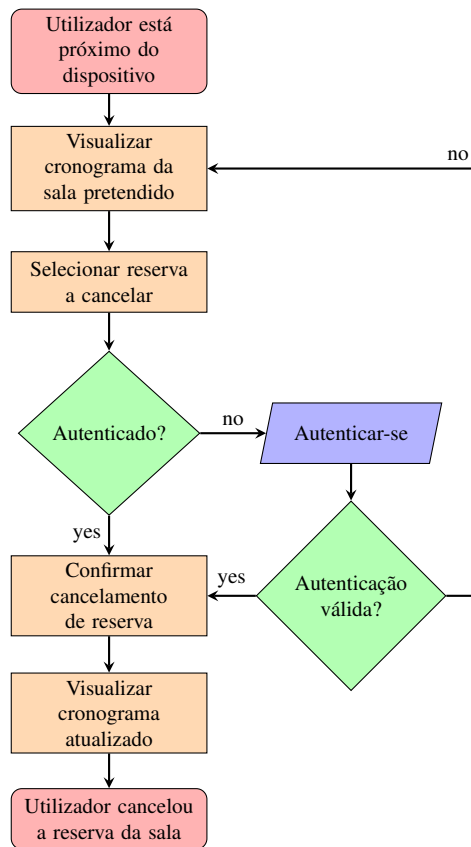 Utilizador está
próximo do
dispositivo
Visualizar
cronograma da
sala pretendido
no
Selecionar reserva
a cancelar
Autenticado?
no
Autenticar-se
yes
Confirmar
cancelamento
de reserva
yes
Autenticação
válida?
Visualizar
cronograma
atualizado
Utilizador cancelou
a reserva da sala